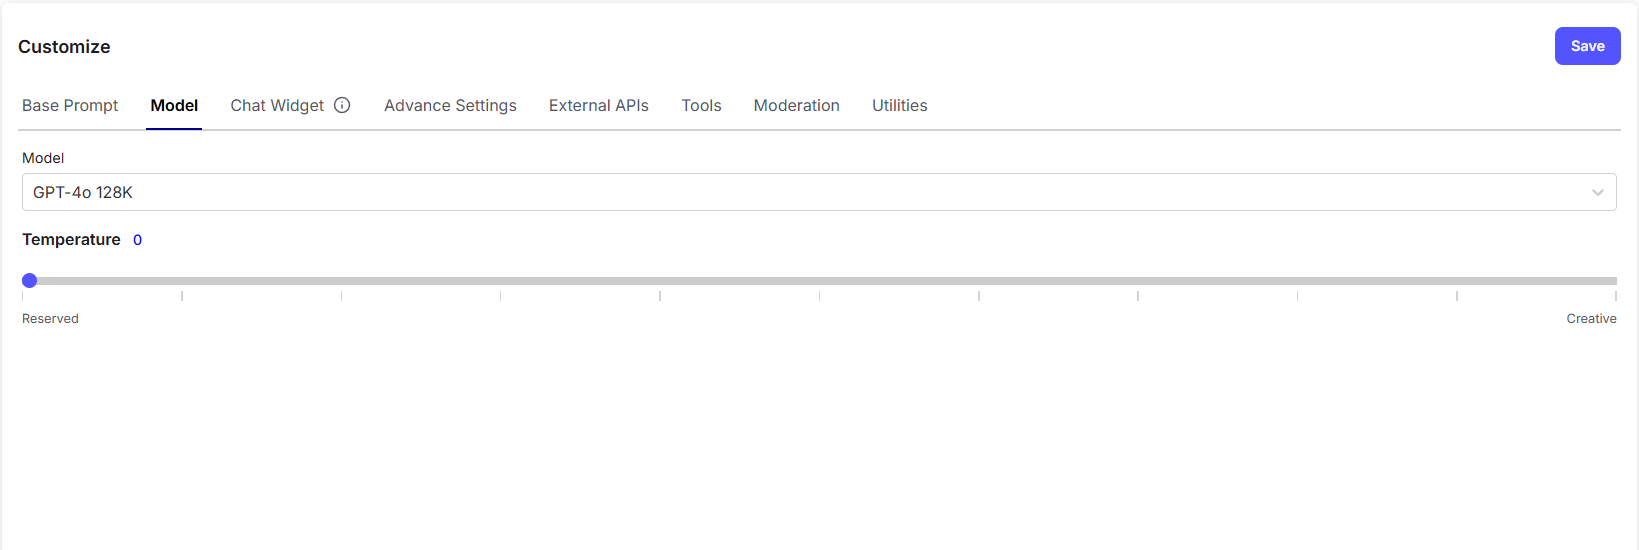 Customize
Save
Base Prompt Model Chat Widget Advance Settings External APIs Tools Moderation Utilities
Model
GPT-4o 128K
Temperature 0
Reserved Creative